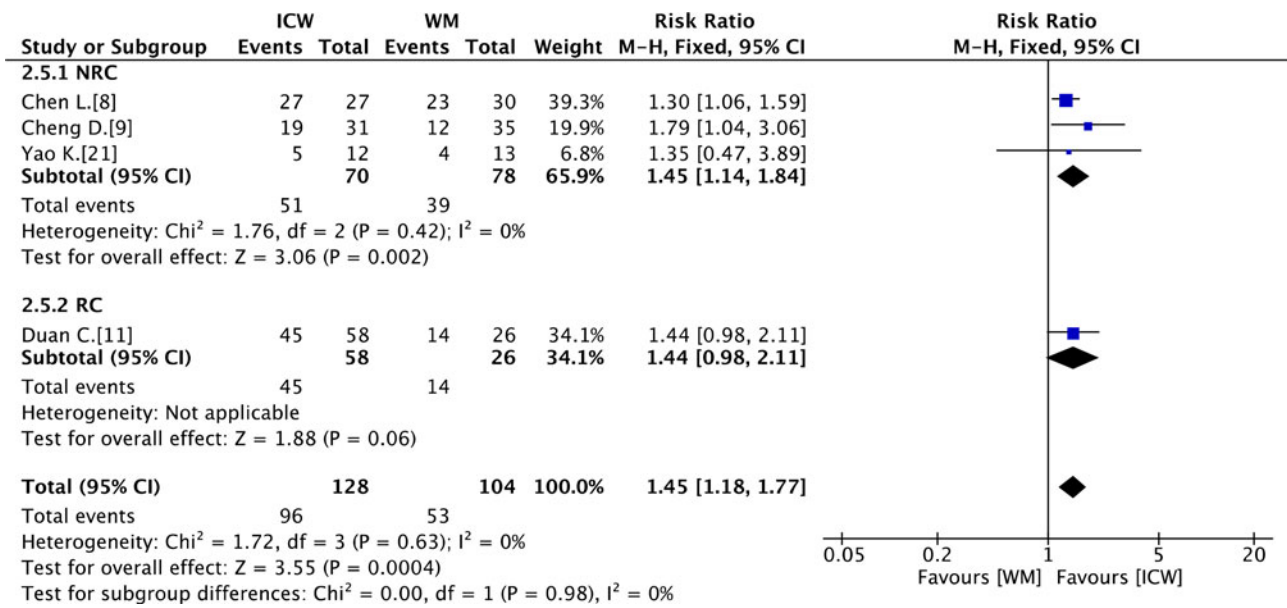 ICW WM Risk Ratio Risk Ratio
Study or Subgroup Events Total Events Total Weight M-H, Fixed, 95% CI M-H, Fixed, 95% CI
2.5.1 NRC
Chen L.[8] 27 27 23 30 39.3% 1.30 [1.06, 1.59]
Cheng D.[9] 19 31 12 35 19.9% 1.79 [1.04, 3.06]
Yao K.[21] 5 12 4 13 6.8% 1.35 [0.47, 3.89]
Subtotal (95% CI) 70 78 65.9% 1.45 [1.14, 1.84]
Total events 51 39
Heterogeneity: Chi² = 1.76, df = 2 (P = 0.42); I² = 0%
Test for overall effect: Z = 3.06 (P = 0.002)
2.5.2 RC
Duan C.[11] 45 58 14 26 34.1% 1.44 [0.98, 2.11]
Subtotal (95% CI) 58 26 34.1% 1.44 [0.98, 2.11]
Total events 45 14
Heterogeneity: Not applicable
Test for overall effect: Z = 1.88 (P = 0.06)
Total (95% CI) 128 104 100.0% 1.45 [1.18, 1.77]
Total events 96 53
Heterogeneity: Chi² = 1.72, df = 3 (P = 0.63); I² = 0%
Test for overall effect: Z = 3.55 (P = 0.0004)
Test for subgroup differences: Chi² = 0.00, df = 1 (P = 0.98), I² = 0%
0.05 0.2 1 5 20
Favours [WM] Favours [ICW]